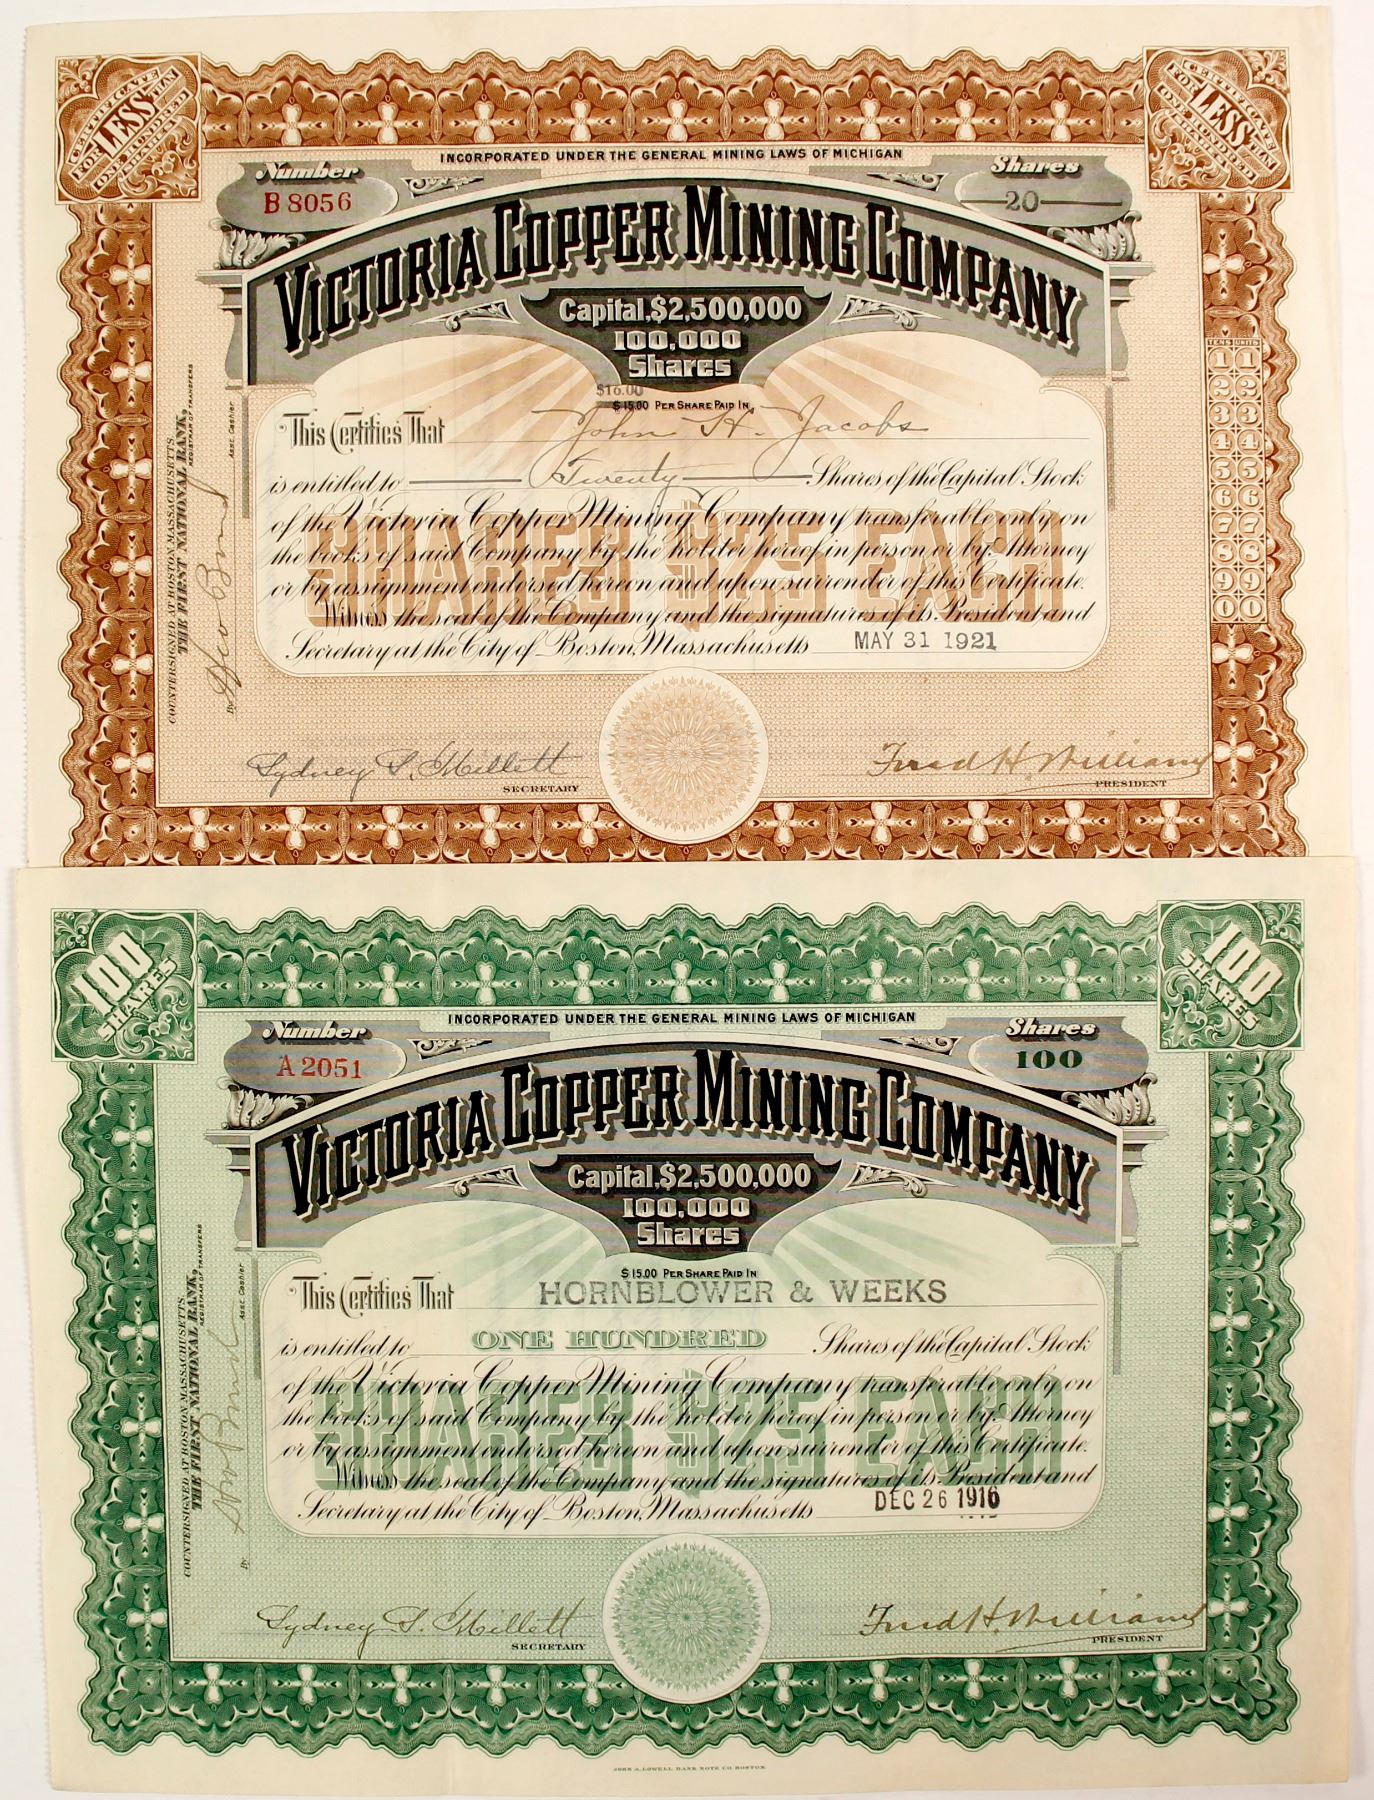 CERTIFICATE
FOR LESS THAN
ONE HUNDRED
SHARES
CERTIFICATE
FOR LESS THAN
ONE HUNDRED
SHARES
INCORPORATED UNDER THE GENERAL MINING LAWS OF MICHIGAN
Number
B 8056
Shares
20
VICTORIA COPPER MINING COMPANY
Capital, $2,500,000
100,000
Shares
$16.00
$15.00 PER SHARE PAID IN
This Certifies That John H. Jacobs
is entitled to Twenty Shares of the Capital Stock
of the Victoria Copper Mining Company transferable only on
the books of said Company by the holder hereof in person or by Attorney
or by assignment endorsed hereon and upon surrender of this Certificate.
Witness the seal of the Company and the signatures of its President and
Secretary at the City of Boston, Massachusetts MAY 31 1921
SHARES $25 EACH
TENS UNITS
1 1
2 2
3 3
4 4
5 5
6 6
7 7
8 8
9 9
0 0
COUNTERSIGNED AT BOSTON MASSACHUSETTS.
THE FIRST NATIONAL BANK,
REGISTRAR OF TRANSFERS
By
Asst. Cashier
Sydney S. Millett
SECRETARY
Fred H. Williams
PRESIDENT
100
SHARES
100
SHARES
INCORPORATED UNDER THE GENERAL MINING LAWS OF MICHIGAN
Number
A 2051
Shares
100
VICTORIA COPPER MINING COMPANY
Capital, $2,500,000
100,000
Shares
$15.00 PER SHARE PAID IN
This Certifies That HORNBLOWER & WEEKS
is entitled to ONE HUNDRED Shares of the Capital Stock
of the Victoria Copper Mining Company transferable only on
the books of said Company by the holder hereof in person or by Attorney
or by assignment endorsed hereon and upon surrender of this Certificate.
Witness the seal of the Company and the signatures of its President and
Secretary at the City of Boston, Massachusetts DEC 26 1916
SHARES $25 EACH
COUNTERSIGNED AT BOSTON MASSACHUSETTS.
THE FIRST NATIONAL BANK,
REGISTRAR OF TRANSFERS
By
Asst. Cashier
Sydney S. Millett
SECRETARY
Fred H. Williams
PRESIDENT
JOHN A. LOWELL BANK NOTE CO. BOSTON.